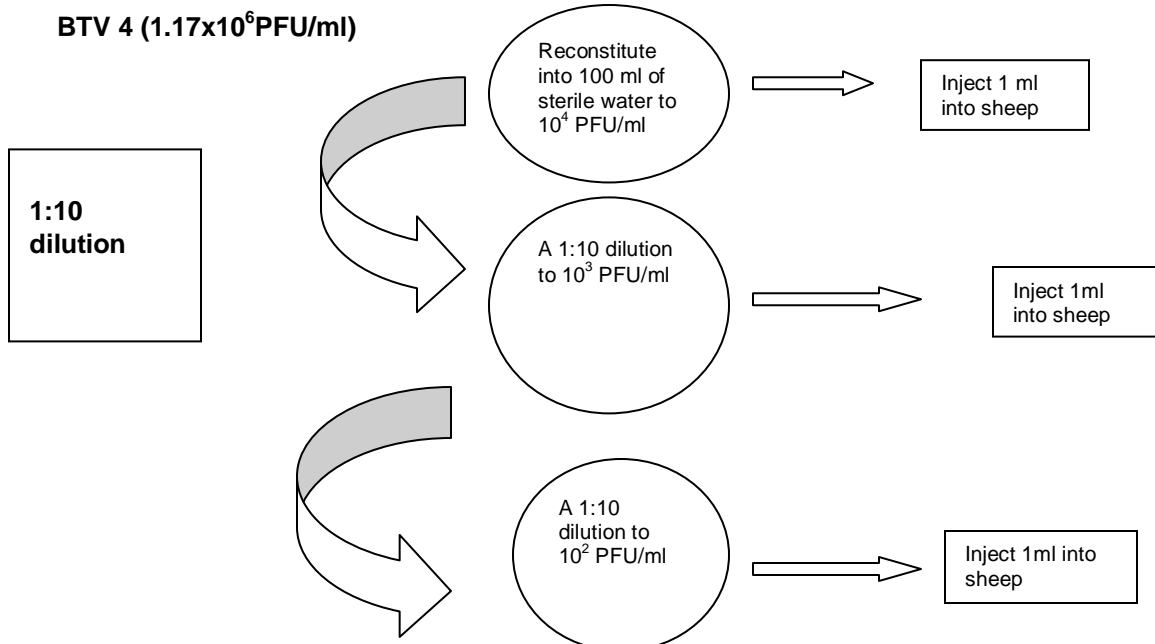 BTV 4 (1.17x10⁶PFU/ml)
Reconstitute
into 100 ml of
sterile water to
10⁴ PFU/ml
Inject 1 ml
into sheep
1:10
dilution
A 1:10 dilution
to 10³ PFU/ml
Inject 1ml
into sheep
A 1:10
dilution to
10² PFU/ml
Inject 1ml into
sheep